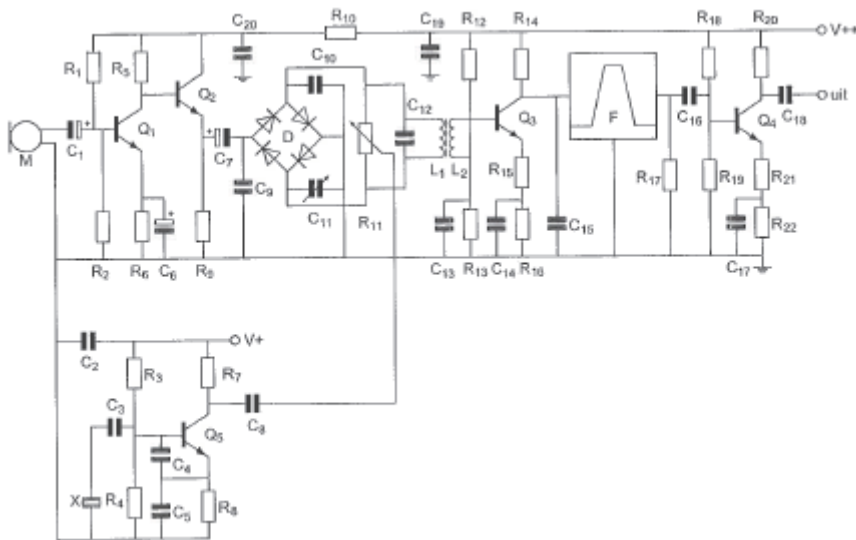 C20 R10 C19 R12 R14 R18 R20 V++
R1 R5 C10
Q2 C12 C16 C18 uit
Q1 D Q3 F Q4
M C1 C7 L1 L2
C9 R15 R17 R19 R21
C11 R11 C15 R22
R2 R6 C6 R9 C13 R13 C14 R16 C17
V+
C2 R3 R7
C3 C8
Q5
C4
X R4 C5 R8